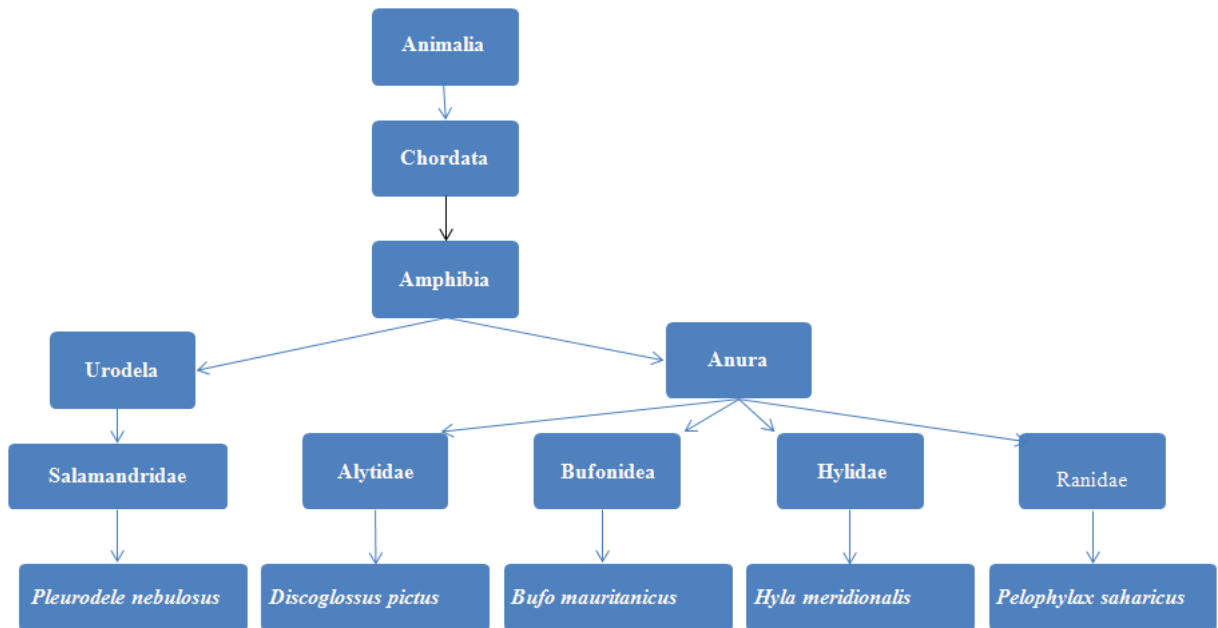 Animalia
Chordata
Amphibia
Urodela
Anura
Salamandridae
Alytidae
Bufonidea
Hylidae
Ranidae
Pleurodele nebulosus
Discoglossus pictus
Bufo mauritanicus
Hyla meridionalis
Pelophylax saharicus